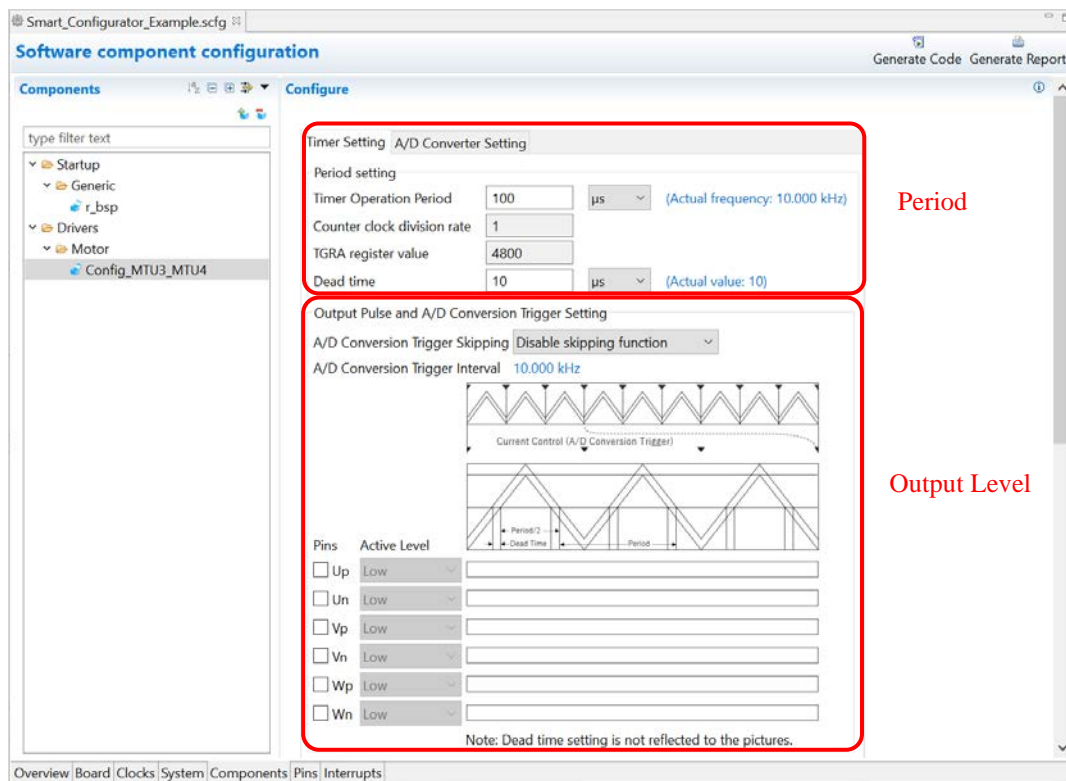 Smart_Configurator_Example.scfg
Software component configuration
Generate Code Generate Report
Components
Configure
type filter text
Startup
Generic
r_bsp
Drivers
Motor
Config_MTU3_MTU4
Timer Setting A/D Converter Setting
Period setting
Timer Operation Period 100 µs (Actual frequency: 10.000 kHz)
Counter clock division rate 1
TGRA register value 4800
Dead time 10 µs (Actual value: 10)
Period
Output Pulse and A/D Conversion Trigger Setting
A/D Conversion Trigger Skipping Disable skipping function
A/D Conversion Trigger Interval 10.000 kHz
Current Control (A/D Conversion Trigger)
Output Level
Period/2
Dead Time Period
Pins Active Level
Up Low
Un Low
Vp Low
Vn Low
Wp Low
Wn Low
Note: Dead time setting is not reflected to the pictures.
Overview Board Clocks System Components Pins Interrupts